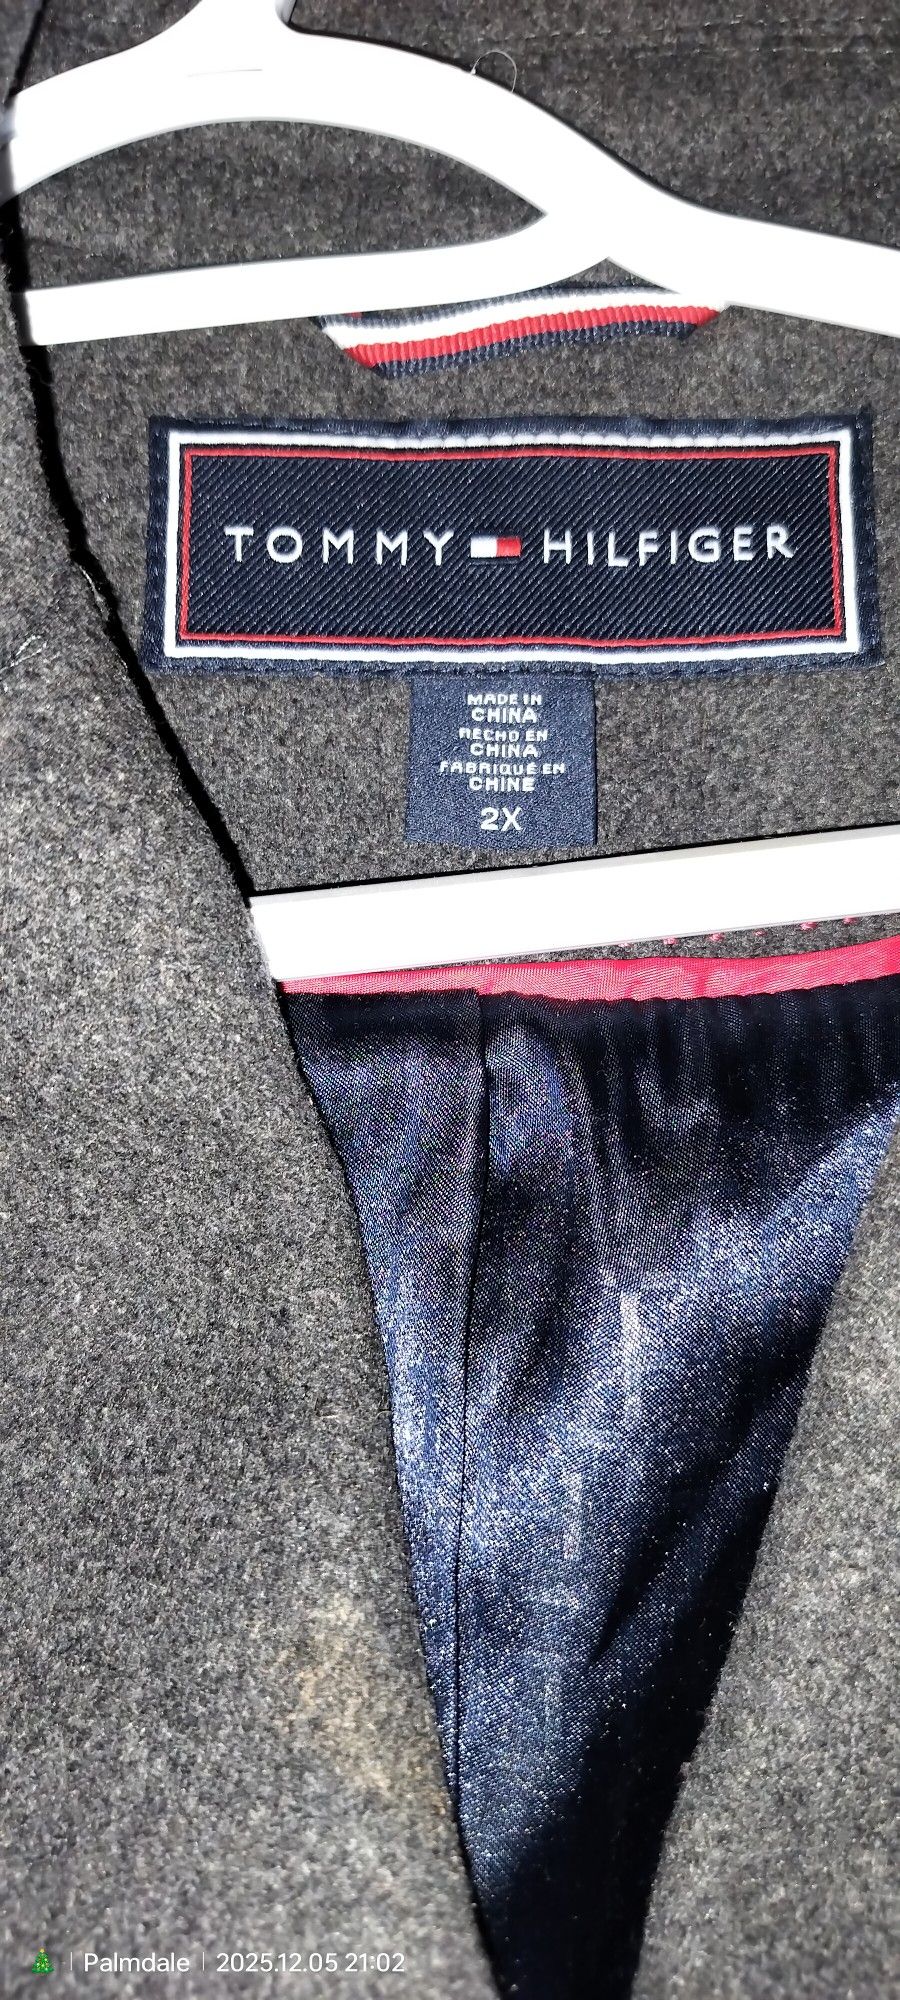 TOMMY HILFIGER
MADE IN
CHINA
HECHO EN
CHINA
FABRIQUÉ EN
CHINE
2X
Palmdale 2025.12.05 21:02